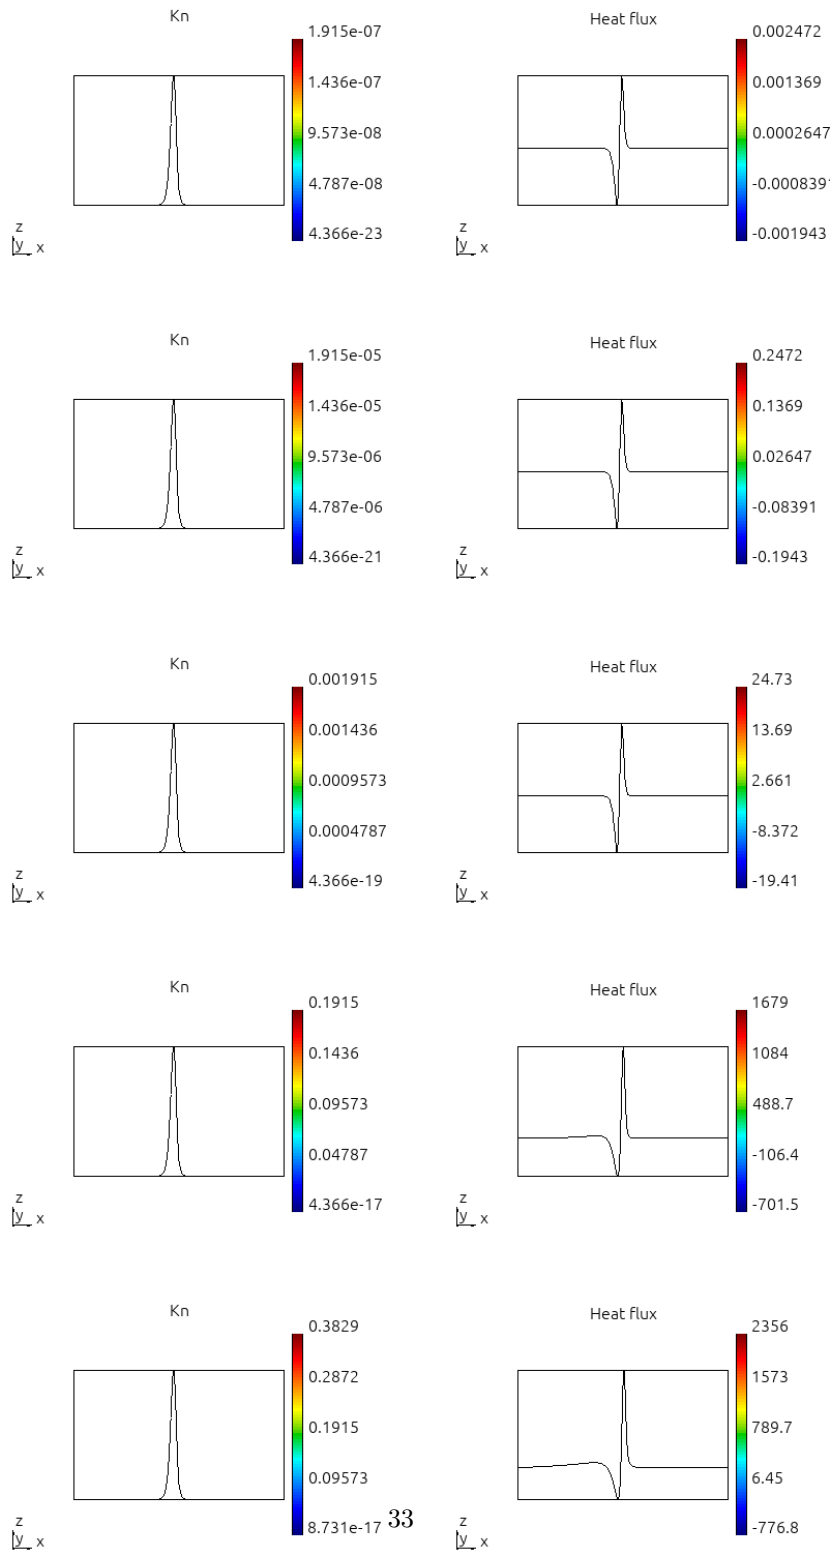 Kn
1.915e-07
1.436e-07
9.573e-08
4.787e-08
4.366e-23
z
y x
Heat flux
0.002472
0.001369
0.0002647
-0.0008391
-0.001943
z
y x
Kn
1.915e-05
1.436e-05
9.573e-06
4.787e-06
4.366e-21
z
y x
Heat flux
0.2472
0.1369
0.02647
-0.08391
-0.1943
z
y x
Kn
0.001915
0.001436
0.0009573
0.0004787
4.366e-19
z
y x
Heat flux
24.73
13.69
2.661
-8.372
-19.41
z
y x
Kn
0.1915
0.1436
0.09573
0.04787
4.366e-17
z
y x
Heat flux
1679
1084
488.7
-106.4
-701.5
z
y x
Kn
0.3829
0.2872
0.1915
0.09573
8.731e-17
z
y x
Heat flux
2356
1573
789.7
6.45
-776.8
z
y x
33